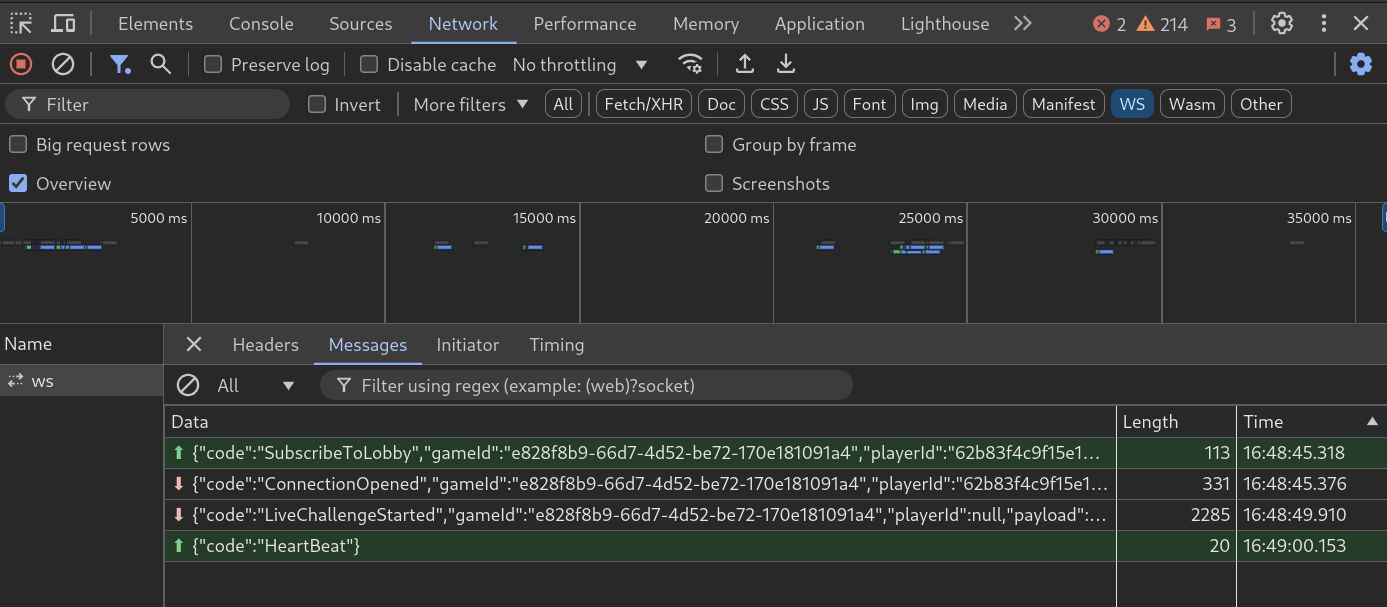 Elements Console Sources Network Performance Memory Application Lighthouse 2 214 3
Preserve log Disable cache No throttling
Filter Invert More filters All Fetch/XHR Doc CSS JS Font Img Media Manifest WS Wasm Other
Big request rows Group by frame
Overview Screenshots
5000 ms 10000 ms 15000 ms 20000 ms 25000 ms 30000 ms 35000 ms
Name Headers Messages Initiator Timing
ws All Filter using regex (example: (web)?socket)
Data Length Time
{"code":"SubscribeToLobby","gameId":"e828f8b9-66d7-4d52-be72-170e181091a4","playerId":"62b83f4c9f15e1... 113 16:48:45.318
{"code":"ConnectionOpened","gameId":"e828f8b9-66d7-4d52-be72-170e181091a4","playerId":"62b83f4c9f15e1... 331 16:48:45.376
{"code":"LiveChallengeStarted","gameId":"e828f8b9-66d7-4d52-be72-170e181091a4","playerId":null,"payload":... 2285 16:48:49.910
{"code":"HeartBeat"} 20 16:49:00.153